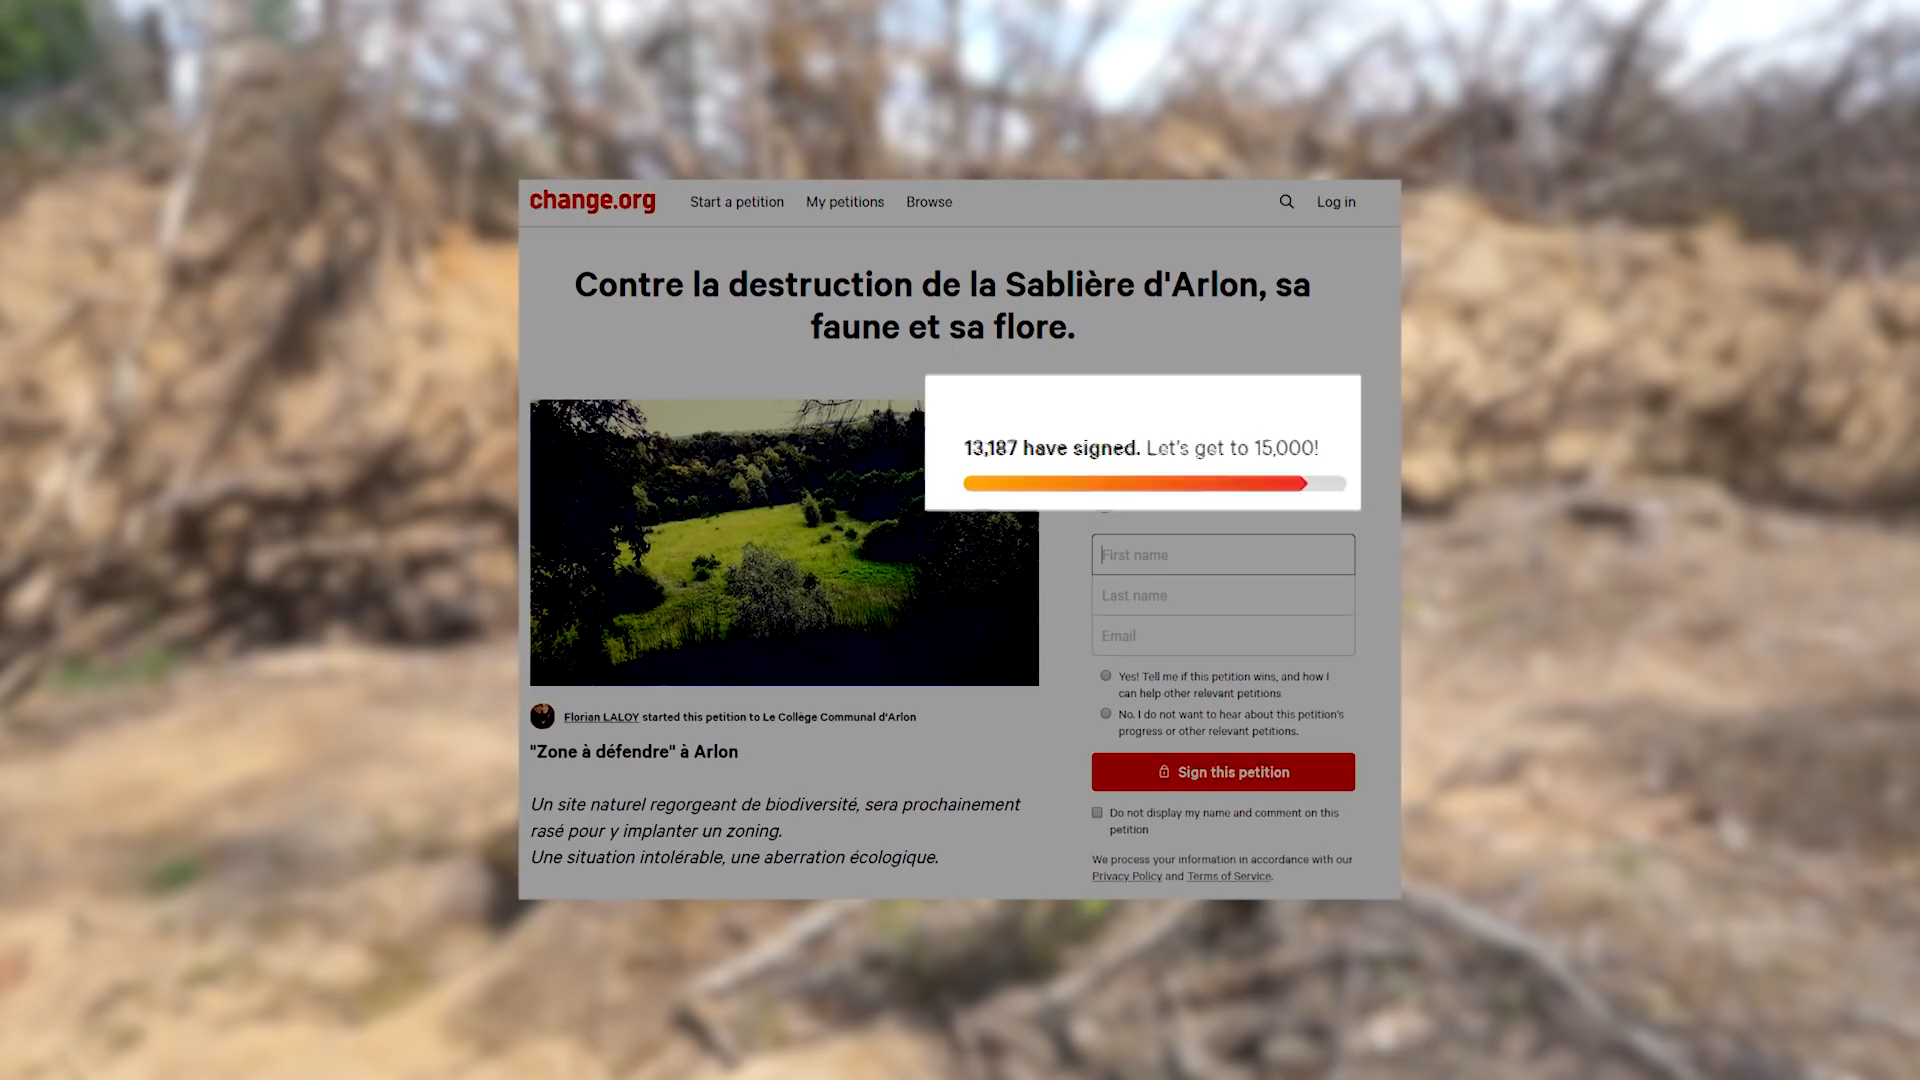 change.org
Start a petition
My petitions
Browse
Log in
Contre la destruction de la Sablière d'Arlon, sa
faune et sa flore.
13,187 have signed. Let's get to 15,000!
First name
Last name
Email
Yes! Tell me if this petition wins, and how I
can help other relevant petitions
No. I do not want to hear about this petition's
progress or other relevant petitions.
Sign this petition
Do not display my name and comment on this
petition
We process your information in accordance with our
Privacy Policy and Terms of Service.
Florian LALOY started this petition to Le Collège Communal d'Arlon
"Zone à défendre" à Arlon
Un site naturel regorgeant de biodiversité, sera prochainement
rasé pour y implanter un zoning.
Une situation intolérable, une aberration écologique.